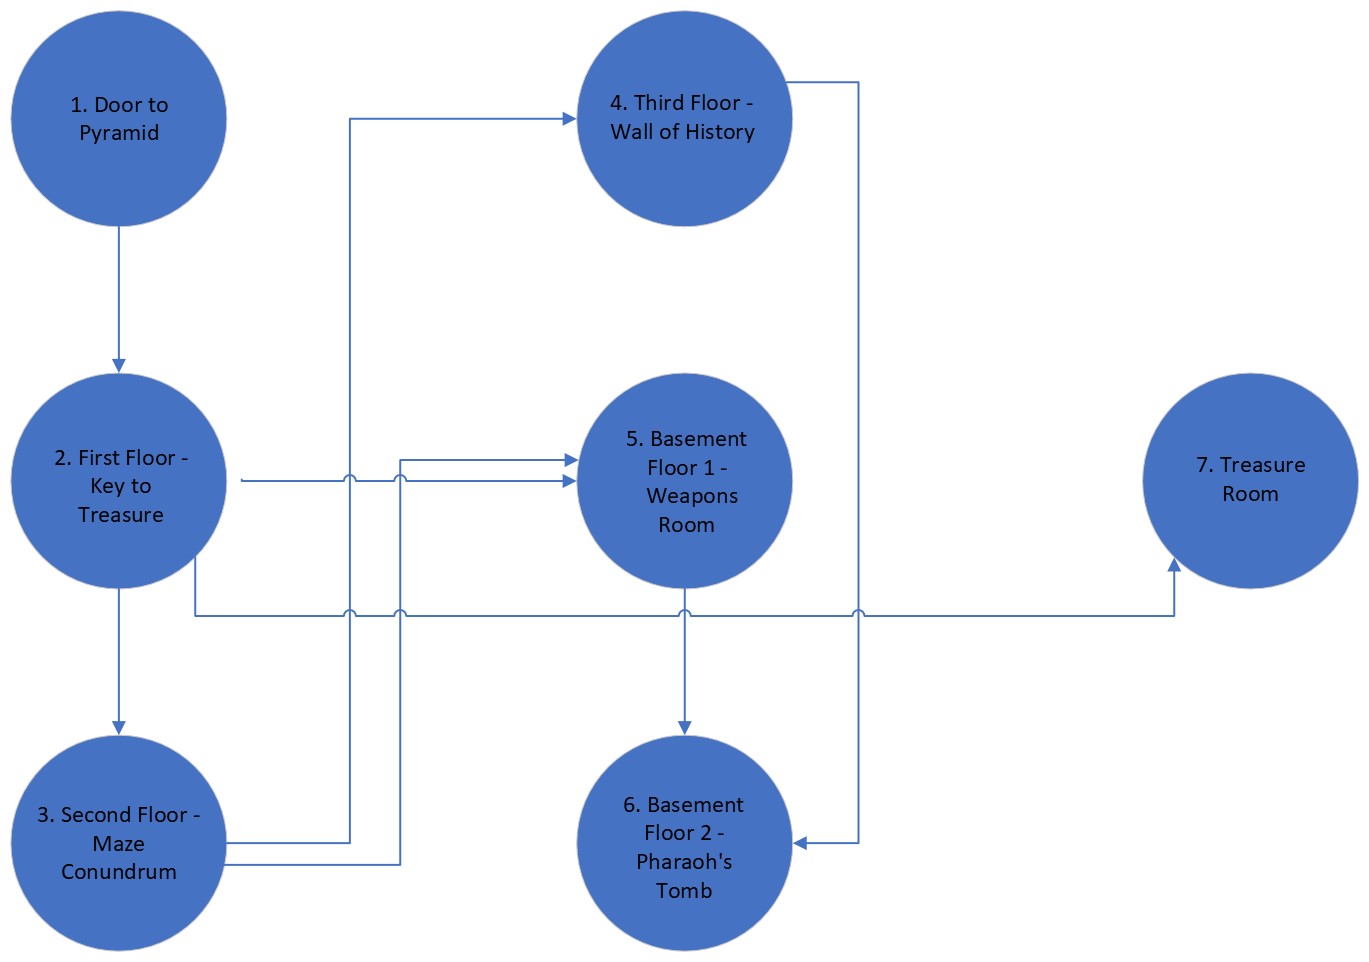 1. Door to
Pyramid
2. First Floor -
Key to
Treasure
3. Second Floor -
Maze
Conundrum
4. Third Floor -
Wall of History
5. Basement
Floor 1 -
Weapons
Room
6. Basement
Floor 2 -
Pharaoh's
Tomb
7. Treasure
Room